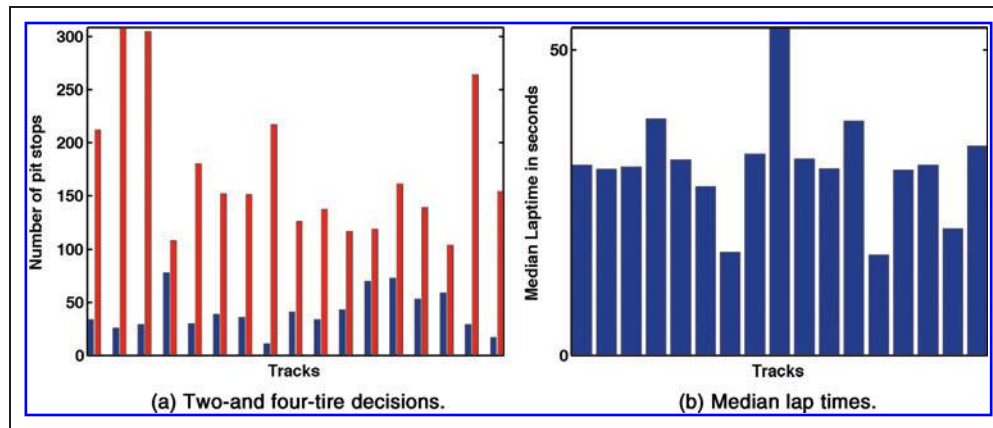 300
250
200
150
100
50
0
Number of pit stops
Tracks
(a) Two-and four-tire decisions.
50
0
Median Laptime in seconds
Tracks
(b) Median lap times.